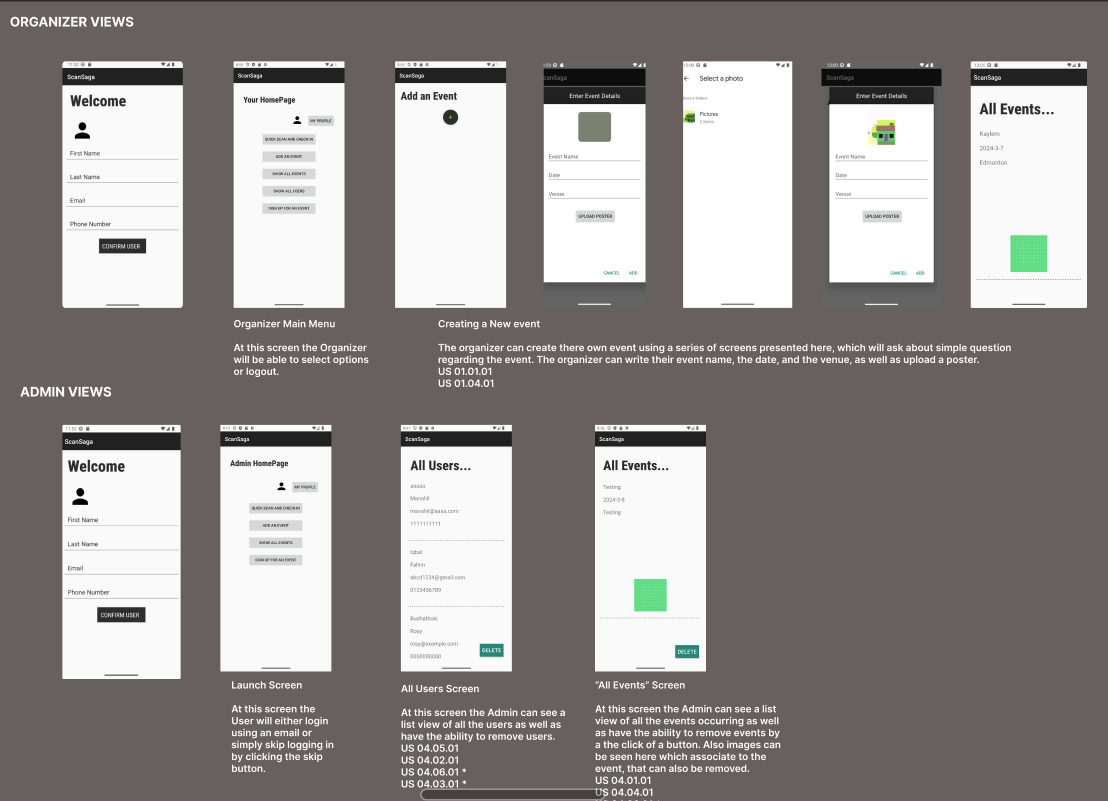 ORGANIZER VIEWS
11:52
ScanSaga
Welcome
First Name
Last Name
Email
Phone Number
CONFIRM USER
ScanSaga
Your HomePage
MY PROFILE
QUICK SCAN AND CHECK-IN
ADD AN EVENT
SHOW ALL EVENTS
SHOW ALL USERS
SIGN UP FOR AN EVENT
ScanSaga
Add an Event
+
1:59
canSaga
Enter Event Details
Event Name
Date
Venue
UPLOAD POSTER
CANCEL ADD
12:00
Select a photo
Pictures
2 items
12:00
ScanSaga
Enter Event Details
Event Name
Date
Venue
UPLOAD POSTER
CANCEL ADD
12:01
ScanSaga
All Events...
Kaylem
2024-3-7
Edmonton
Organizer Main Menu
At this screen the Organizer
will be able to select options
or logout.
Creating a New event
The organizer can create there own event using a series of screens presented here, which will ask about simple question
regarding the event. The organizer can write their event name, the date, and the venue, as well as upload a poster.
US 01.01.01
US 01.04.01
ADMIN VIEWS
11:52
ScanSaga
Welcome
First Name
Last Name
Email
Phone Number
CONFIRM USER
ScanSaga
Admin HomePage
MY PROFILE
QUICK SCAN AND CHECK-IN
ADD AN EVENT
SHOW ALL EVENTS
SIGN UP FOR AN EVENT
ScanSaga
All Users...
aaaaa
Manahil
manahil@aaaa.com
1111111111
Iqbal
Fahim
abcd1234@gmail.com
0123456789
Budhathoki
Rosy
rosy@example.com
0000000000
DELETE
ScanSaga
All Events...
Testing
2024-3-8
Testing
DELETE
Launch Screen
At this screen the
User will either login
using an email or
simply skip logging in
by clicking the skip
button.
All Users Screen
At this screen the Admin can see a
list view of all the users as well as
have the ability to remove users.
US 04.05.01
US 04.02.01
US 04.06.01 *
US 04.03.01 *
“All Events” Screen
At this screen the Admin can see a list
view of all the events occurring as well
as have the ability to remove events by
a the click of a button. Also images can
be seen here which associate to the
event, that can also be removed.
US 04.01.01
US 04.04.01